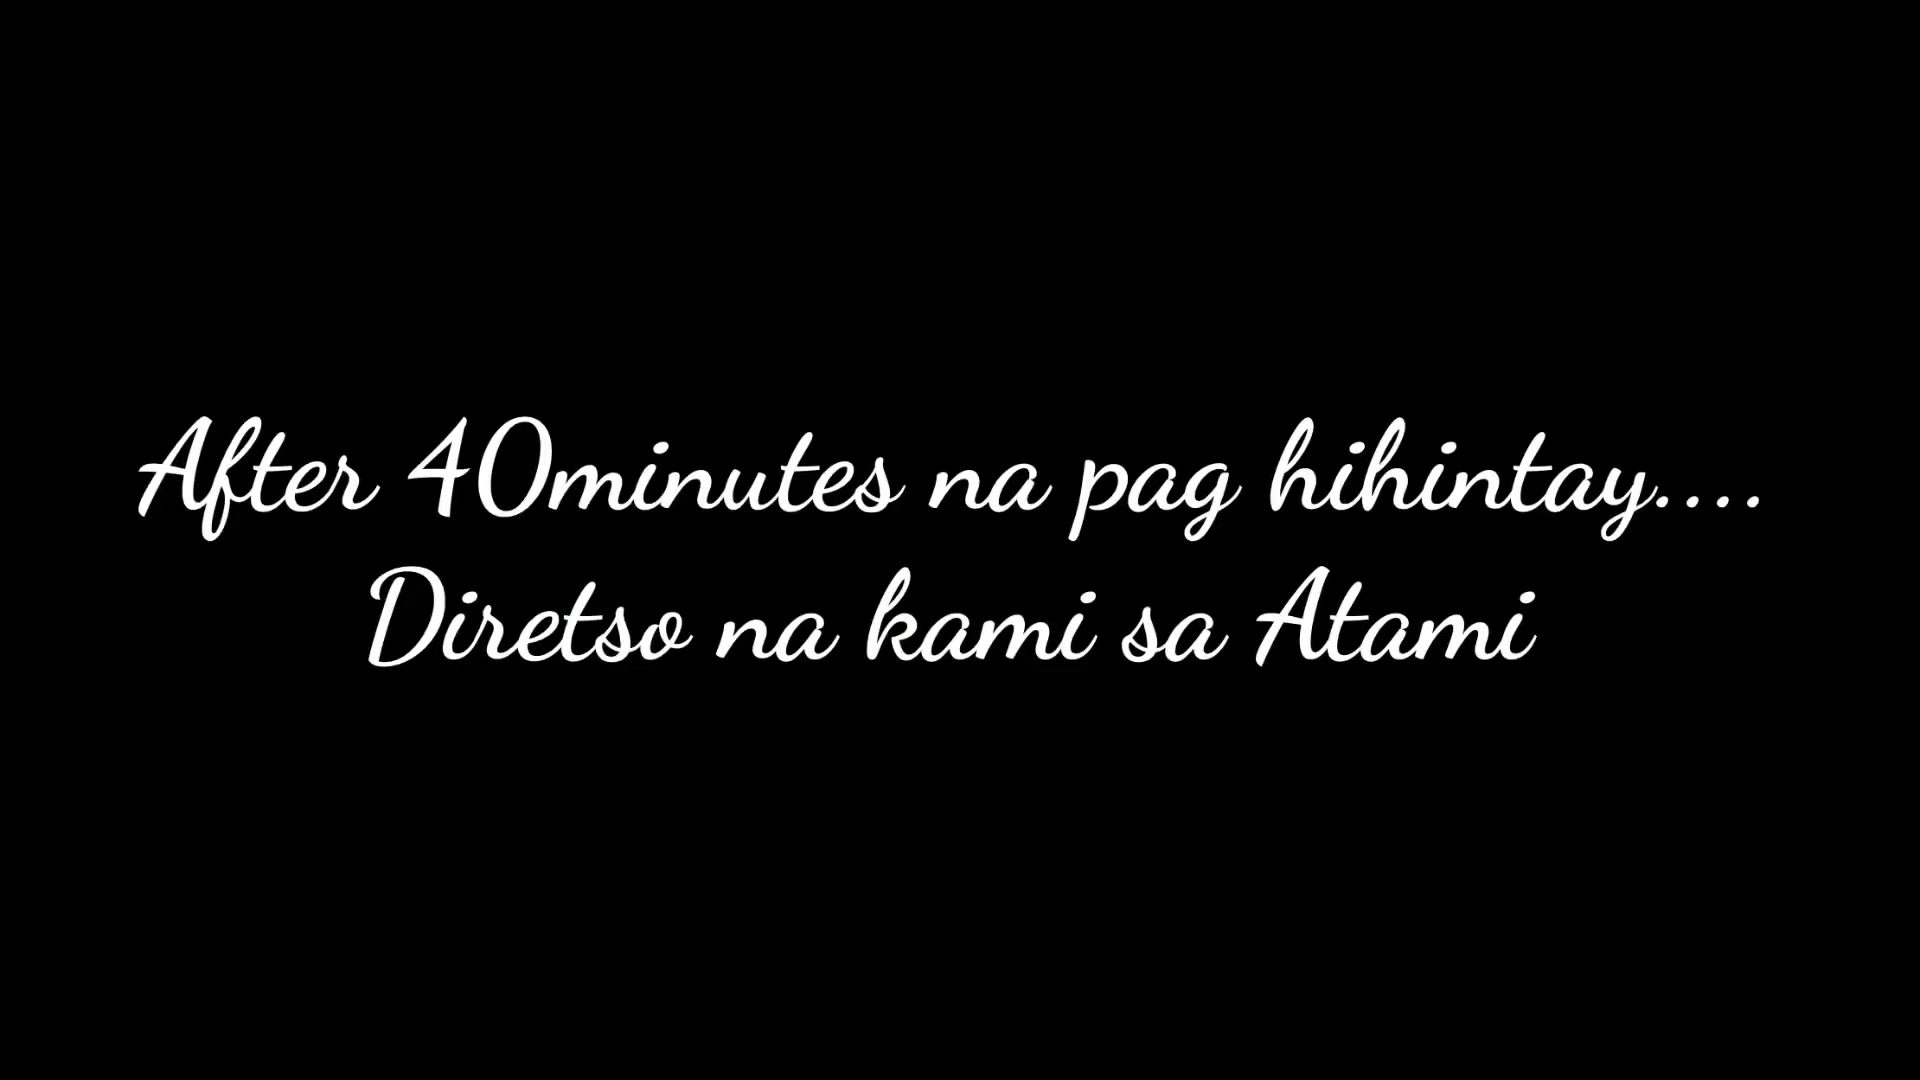 After 40minutes na pag hihintay....
Diretso na kami sa Atami